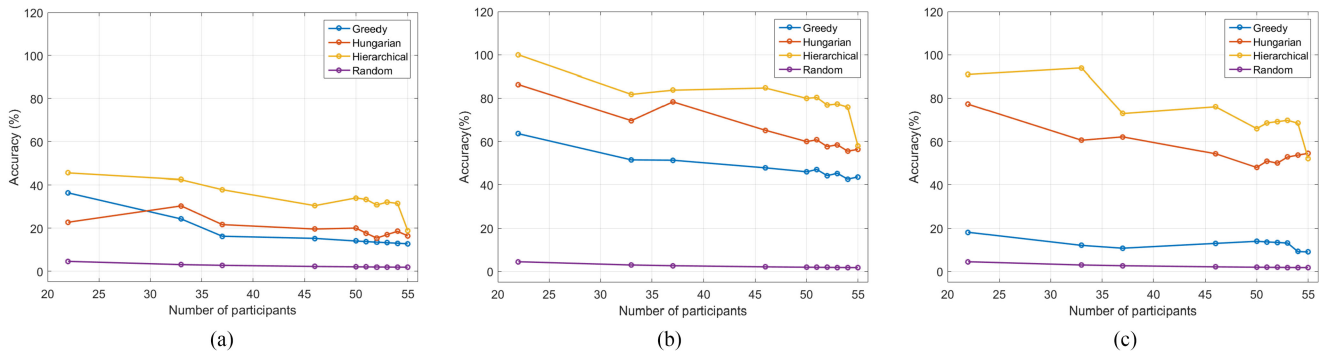 120
100
80
60
40
20
0
Accuracy (%)
Greedy
Hungarian
Hierarchical
Random
20 25 30 35 40 45 50 55
Number of participants
(a)
120
100
80
60
40
20
0
Accuracy(%)
Greedy
Hungarian
Hierarchical
Random
20 25 30 35 40 45 50 55
Number of participants
(b)
120
100
80
60
40
20
0
Accuracy(%)
Greedy
Hungarian
Hierarchical
Random
20 25 30 35 40 45 50 55
Number of participants
(c)